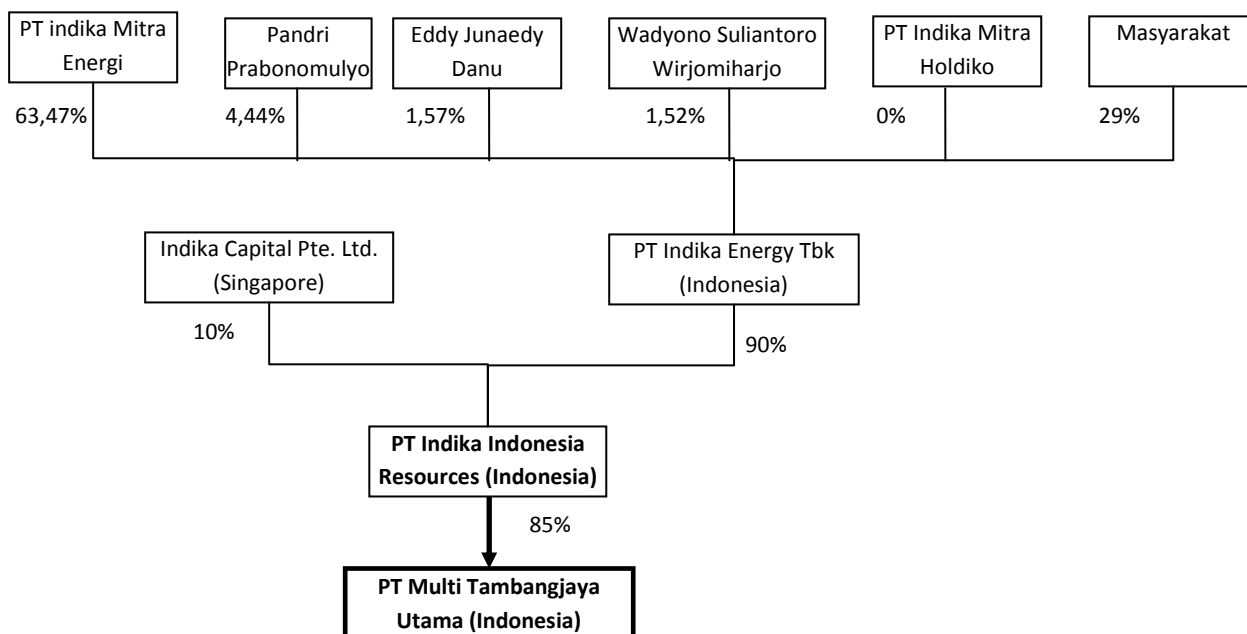 PT indika Mitra
Energi
Pandri
Prabonomulyo
Eddy Junaedy
Danu
Wadyono Suliantoro
Wirjomiharjo
PT Indika Mitra
Holdiko
Masyarakat
63,47%
4,44%
1,57%
1,52%
0%
29%
Indika Capital Pte. Ltd.
(Singapore)
PT Indika Energy Tbk
(Indonesia)
10%
90%
PT Indika Indonesia
Resources (Indonesia)
85%
PT Multi Tambangjaya
Utama (Indonesia)